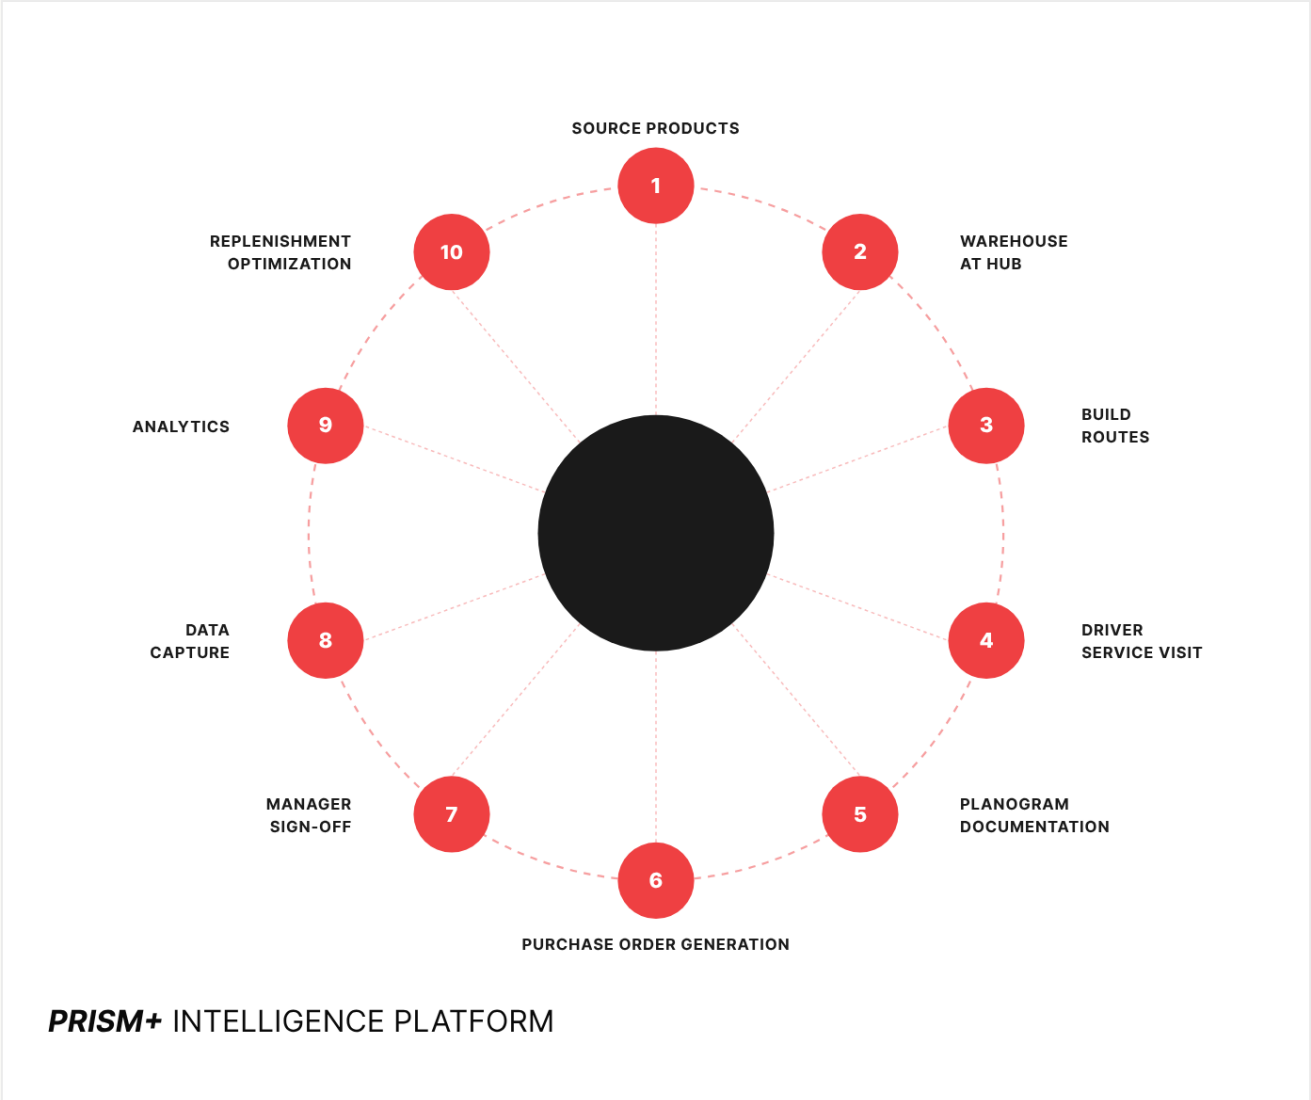 SOURCE PRODUCTS
1
2
WAREHOUSE
AT HUB
3
BUILD
ROUTES
4
DRIVER
SERVICE VISIT
5
PLANOGRAM
DOCUMENTATION
6
PURCHASE ORDER GENERATION
7
MANAGER
SIGN-OFF
8
DATA
CAPTURE
9
ANALYTICS
10
REPLENISHMENT
OPTIMIZATION
PRISM+ INTELLIGENCE PLATFORM